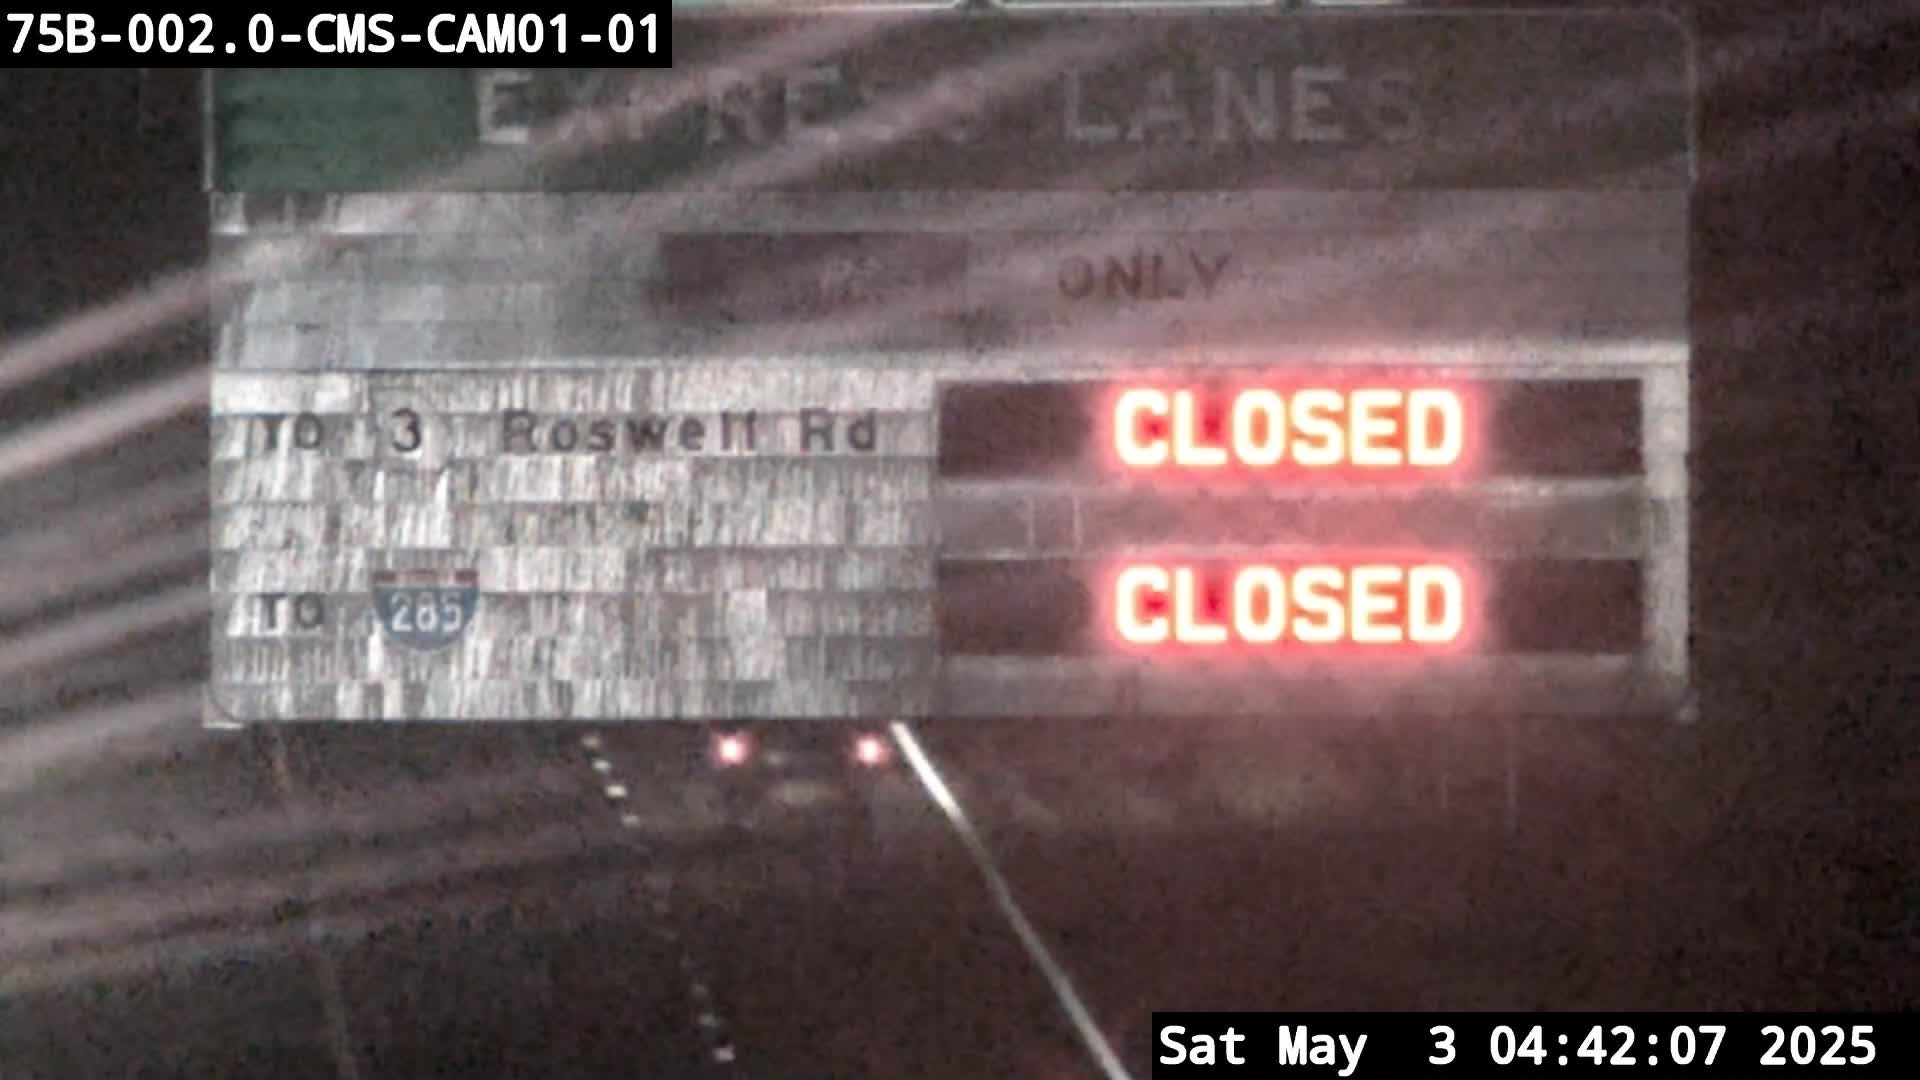 75B-002.0-CMS-CAM01-01
EXPRESS LANES
ONLY
TO 3 Roswell Rd CLOSED
TO 285 CLOSED
Sat May 3 04:42:07 2025